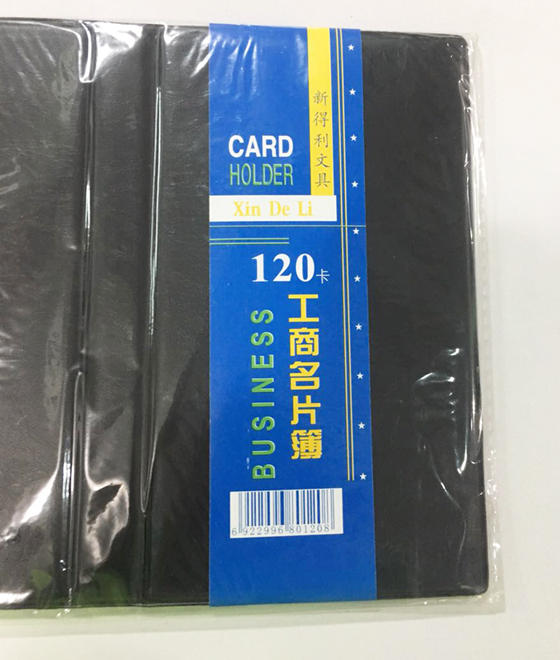 新得利文具
CARD
HOLDER
Xin De Li
120卡
工商名片簿
BUSINESS
6922996801208